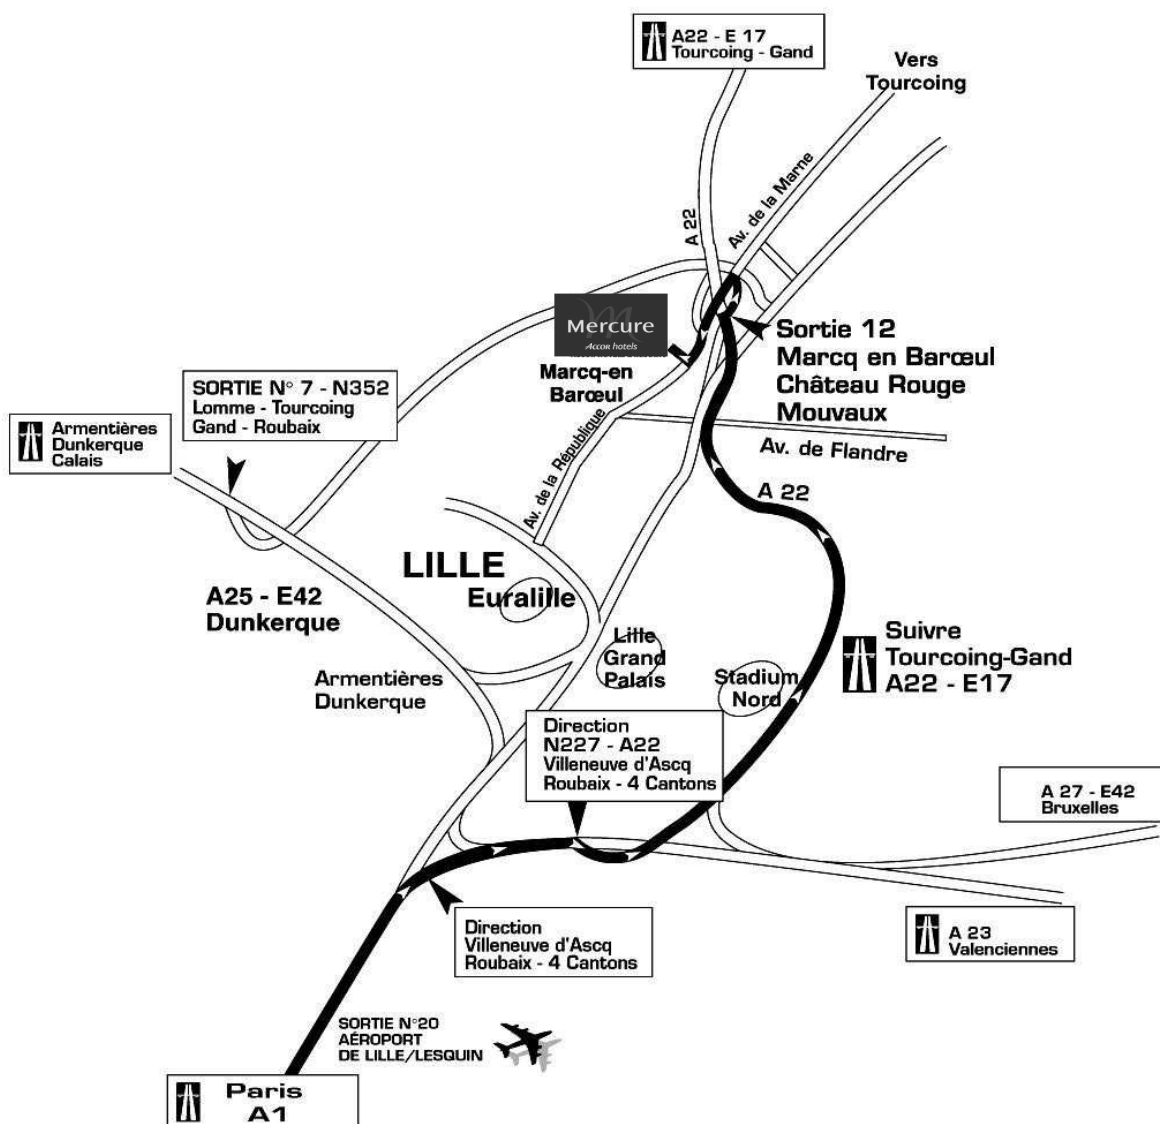 A22 - E 17
Tourcoing - Gand
Vers
Tourcoing
Av. de la Marne
A 22
Mercure
Accor hotels
Marcq-en
Barœul
Sortie 12
Marcq en Barœul
Château Rouge
Mouvaux
SORTIE N° 7 - N352
Lomme - Tourcoing
Gand - Roubaix
Armentières
Dunkerque
Calais
Av. de la République
Av. de Flandre
A 22
LILLE
Euralille
A25 - E42
Dunkerque
Lille
Grand
Palais
Suivre
Tourcoing-Gand
A22 - E17
Armentières
Dunkerque
Stadium
Nord
Direction
N227 - A22
Villeneuve d'Ascq
Roubaix - 4 Cantons
A 27 - E42
Bruxelles
Direction
Villeneuve d'Ascq
Roubaix - 4 Cantons
A 23
Valenciennes
SORTIE N°20
AÉROPORT
DE LILLE/LESQUIN
Paris
A1